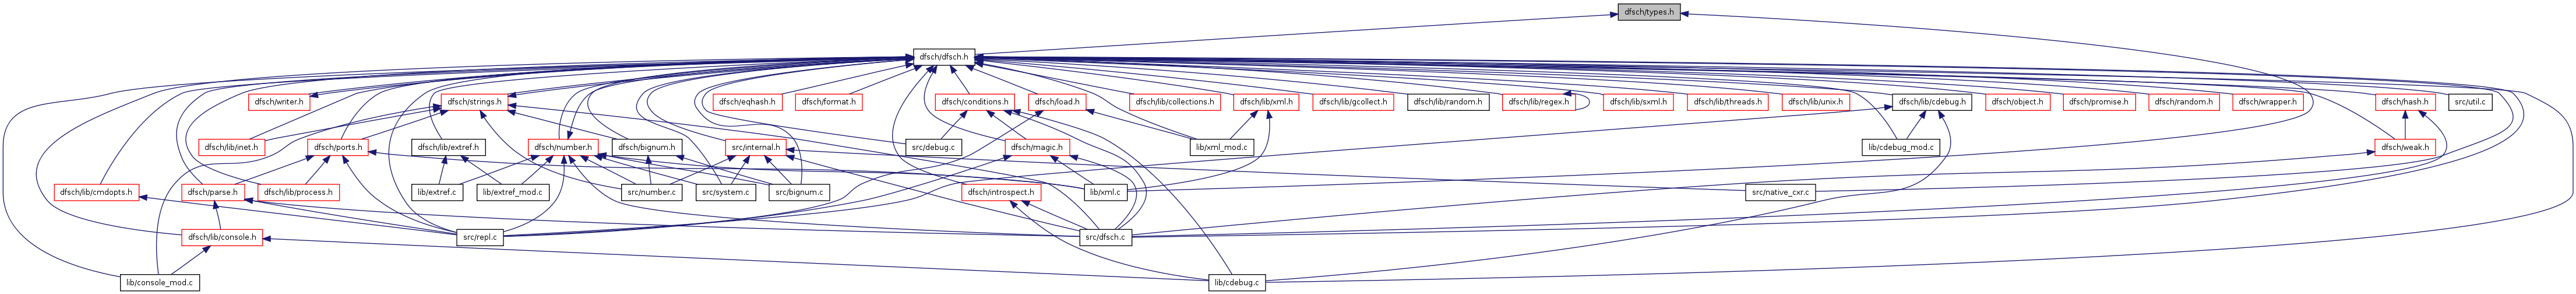 dfsch/types.h
dfsch/dfsch.h
dfsch/writer.h
dfsch/strings.h
dfsch/eqhash.h
dfsch/format.h
dfsch/conditions.h
dfsch/load.h
dfsch/lib/collections.h
dfsch/lib/xml.h
dfsch/lib/gcollect.h
dfsch/lib/random.h
dfsch/lib/regex.h
dfsch/lib/sxml.h
dfsch/lib/threads.h
dfsch/lib/unix.h
dfsch/lib/cdebug.h
dfsch/object.h
dfsch/promise.h
dfsch/random.h
dfsch/wrapper.h
dfsch/hash.h
src/util.c
dfsch/lib/inet.h
dfsch/ports.h
dfsch/lib/extref.h
dfsch/number.h
dfsch/bignum.h
src/internal.h
src/debug.c
dfsch/magic.h
lib/xml_mod.c
lib/cdebug_mod.c
dfsch/weak.h
dfsch/lib/cmdopts.h
dfsch/parse.h
dfsch/lib/process.h
lib/extref.c
lib/extref_mod.c
src/number.c
src/system.c
src/bignum.c
dfsch/introspect.h
lib/xml.c
src/native_cxr.c
dfsch/lib/console.h
src/repl.c
src/dfsch.c
lib/console_mod.c
lib/cdebug.c